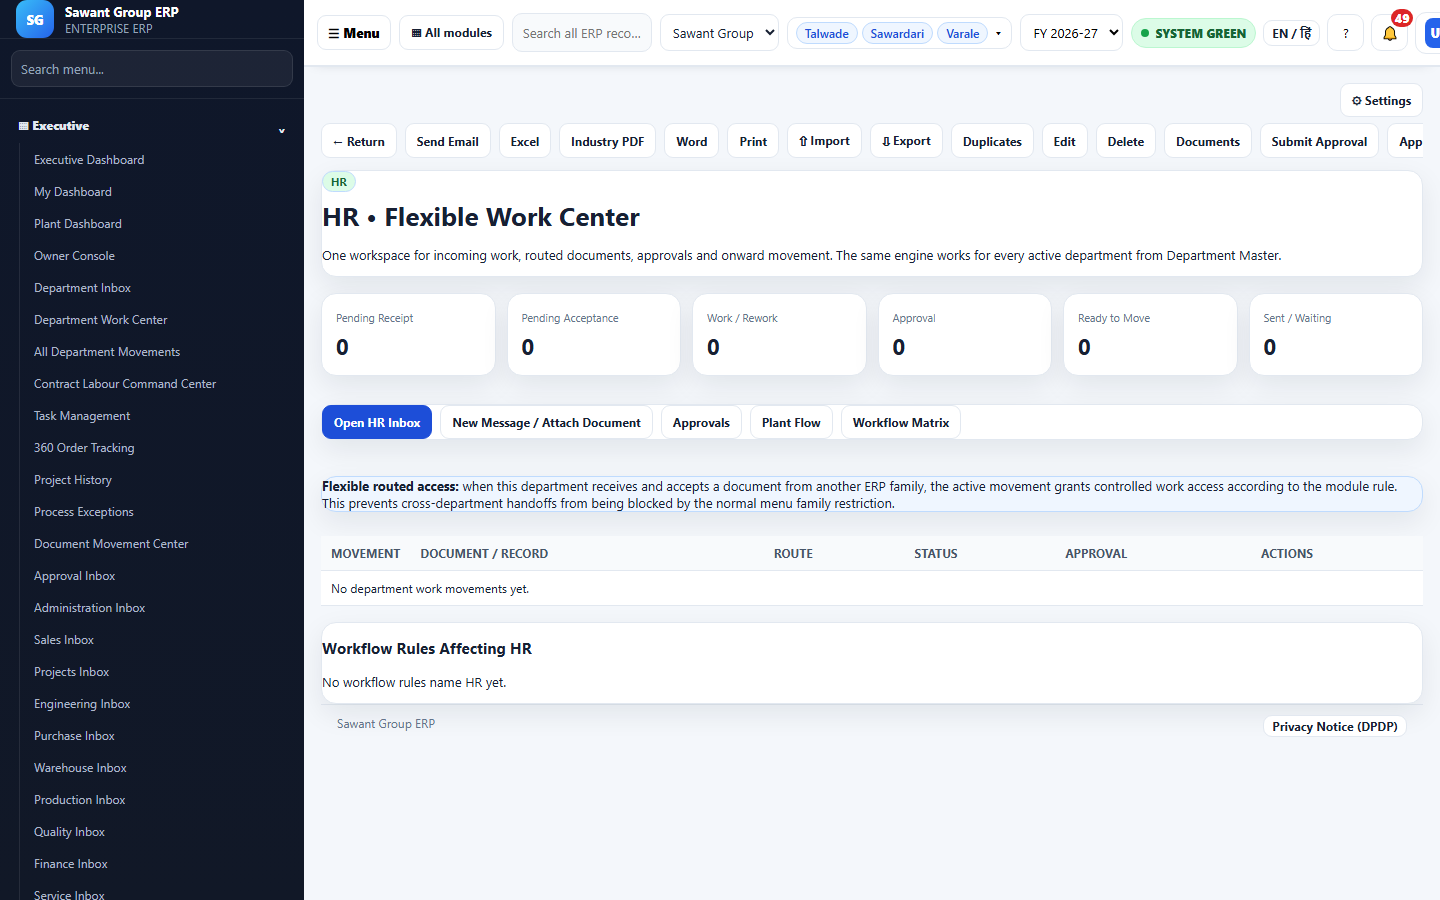 SG
Sawant Group ERP
ENTERPRISE ERP
Search menu...
Executive
Executive Dashboard
My Dashboard
Plant Dashboard
Owner Console
Department Inbox
Department Work Center
All Department Movements
Contract Labour Command Center
Task Management
360 Order Tracking
Project History
Process Exceptions
Document Movement Center
Approval Inbox
Administration Inbox
Sales Inbox
Projects Inbox
Engineering Inbox
Purchase Inbox
Warehouse Inbox
Production Inbox
Quality Inbox
Finance Inbox
Service Inbox
☰ Menu
All modules
Search all ERP reco...
Sawant Group
Talwade
Sawardari
Varale
FY 2026-27
SYSTEM GREEN
EN / हिं
?
49
U
⚙ Settings
← Return
Send Email
Excel
Industry PDF
Word
Print
⇧ Import
⇩ Export
Duplicates
Edit
Delete
Documents
Submit Approval
App
HR
HR • Flexible Work Center
One workspace for incoming work, routed documents, approvals and onward movement. The same engine works for every active department from Department Master.
Pending Receipt
0
Pending Acceptance
0
Work / Rework
0
Approval
0
Ready to Move
0
Sent / Waiting
0
Open HR Inbox
New Message / Attach Document
Approvals
Plant Flow
Workflow Matrix
Flexible routed access: when this department receives and accepts a document from another ERP family, the active movement grants controlled work access according to the module rule.
This prevents cross-department handoffs from being blocked by the normal menu family restriction.
MOVEMENT DOCUMENT / RECORD ROUTE STATUS APPROVAL ACTIONS
No department work movements yet.
Workflow Rules Affecting HR
No workflow rules name HR yet.
Sawant Group ERP
Privacy Notice (DPDP)